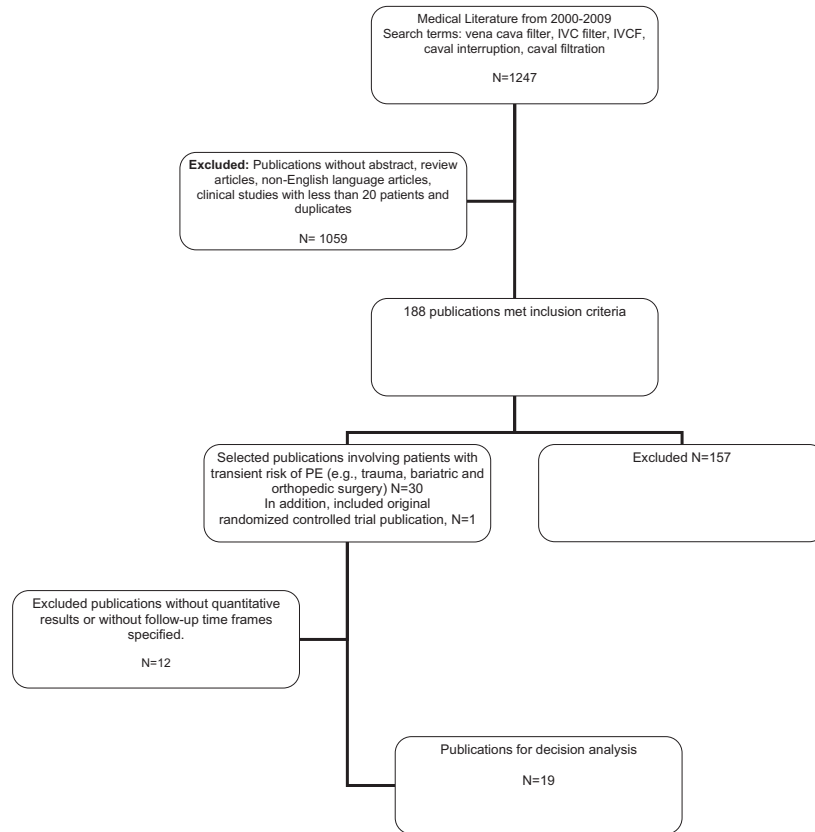 Medical Literature from 2000-2009
Search terms: vena cava filter, IVC filter, IVCF,
caval interruption, caval filtration
N=1247
Excluded: Publications without abstract, review
articles, non-English language articles,
clinical studies with less than 20 patients and
duplicates
N= 1059
188 publications met inclusion criteria
Selected publications involving patients with
transient risk of PE (e.g., trauma, bariatric and
orthopedic surgery) N=30
In addition, included original
randomized controlled trial publication, N=1
Excluded N=157
Excluded publications without quantitative
results or without follow-up time frames
specified.
N=12
Publications for decision analysis
N=19